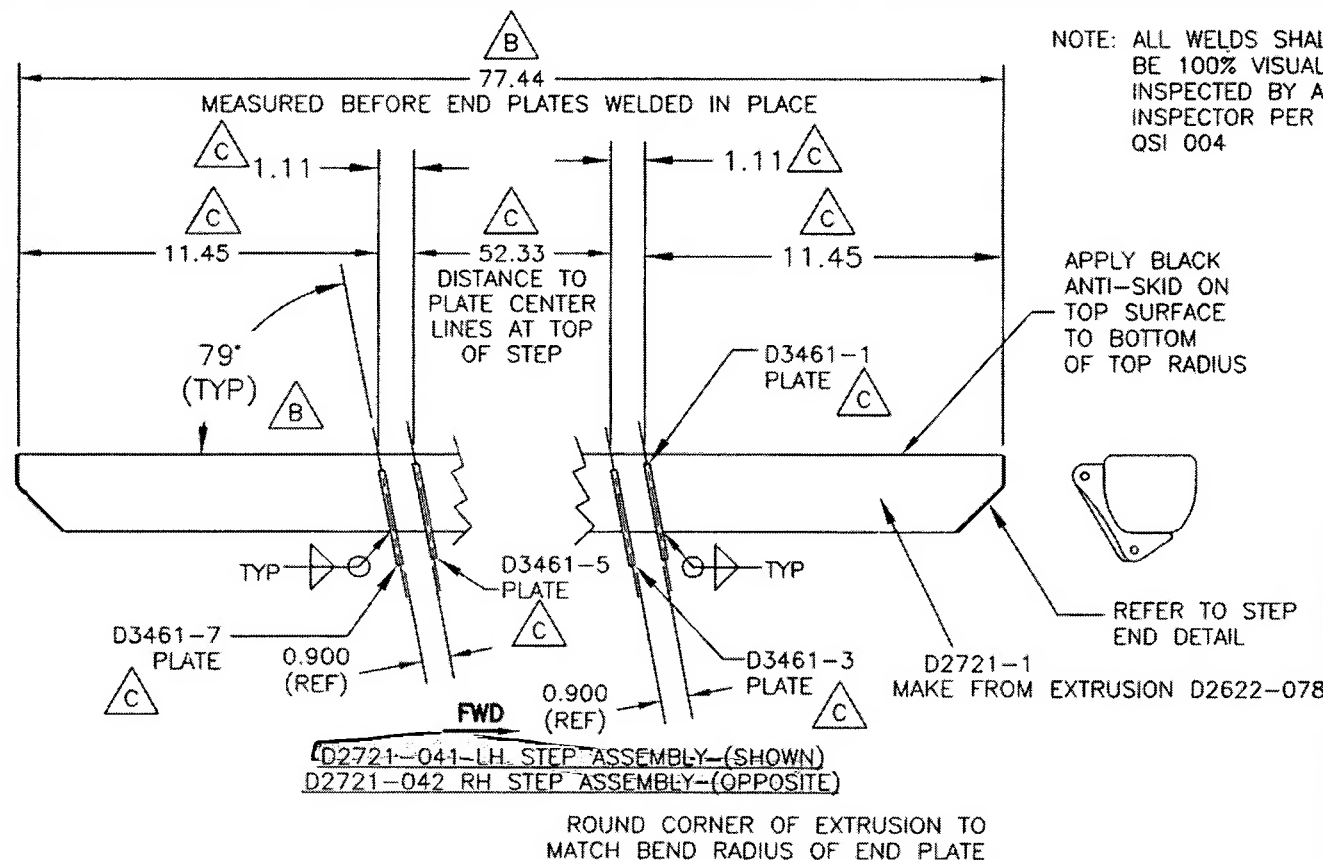 B
77.44
MEASURED BEFORE END PLATES WELDED IN PLACE
NOTE: ALL WELDS SHAL
BE 100% VISUAL
INSPECTED BY A
INSPECTOR PER
QSI 004
C
1.11
1.11
C
C
11.45
C
52.33
DISTANCE TO
PLATE CENTER
LINES AT TOP
OF STEP
C
11.45
APPLY BLACK
ANTI-SKID ON
TOP SURFACE
TO BOTTOM
OF TOP RADIUS
79°
(TYP)
B
D3461-1
PLATE
C
TYP
D3461-5
PLATE
C
TYP
D3461-7
PLATE
C
0.900
(REF)
0.900
(REF)
D3461-3
PLATE
C
REFER TO STEP
END DETAIL
D2721-1
MAKE FROM EXTRUSION D2622-078
FWD
D2721-041-LH STEP ASSEMBLY-(SHOWN)
D2721-042 RH STEP ASSEMBLY-(OPPOSITE)
ROUND CORNER OF EXTRUSION TO
MATCH BEND RADIUS OF END PLATE